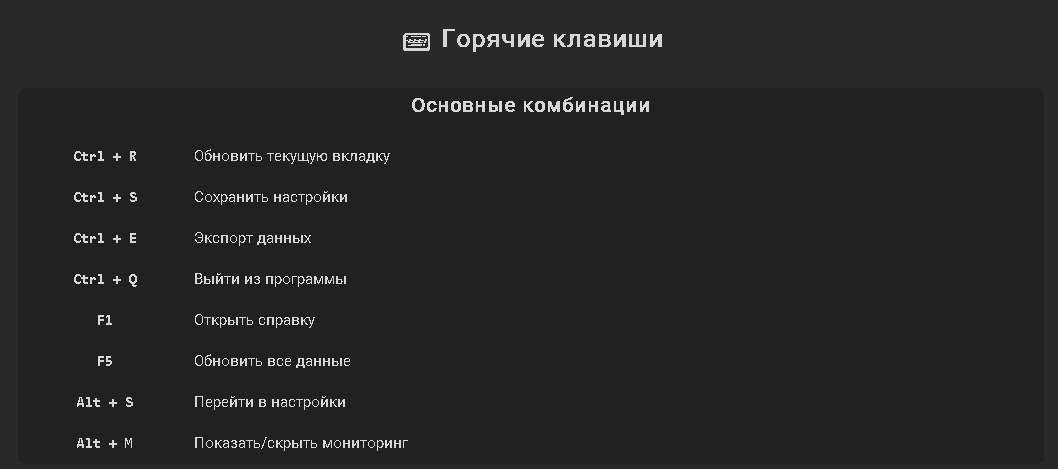 Горячие клавиши
Основные комбинации
Ctrl + R Обновить текущую вкладку
Ctrl + S Сохранить настройки
Ctrl + E Экспорт данных
Ctrl + Q Выйти из программы
F1 Открыть справку
F5 Обновить все данные
Alt + S Перейти в настройки
Alt + M Показать/скрыть мониторинг